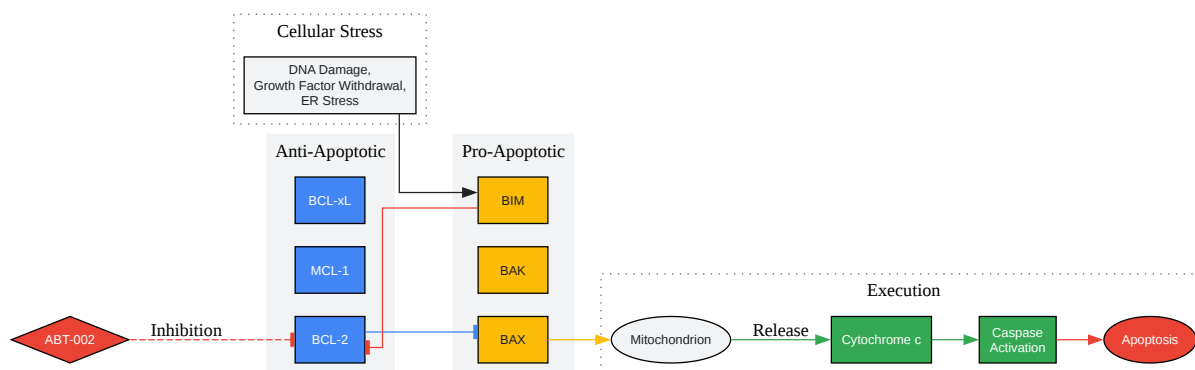 Cellular Stress
DNA Damage,
Growth Factor Withdrawal,
ER Stress
Anti-Apoptotic
Pro-Apoptotic
BCL-xL
BIM
MCL-1
BAK
Execution
ABT-002
Inhibition
BCL-2
BAX
Mitochondrion
Release
Cytochrome c
Caspase
Activation
Apoptosis